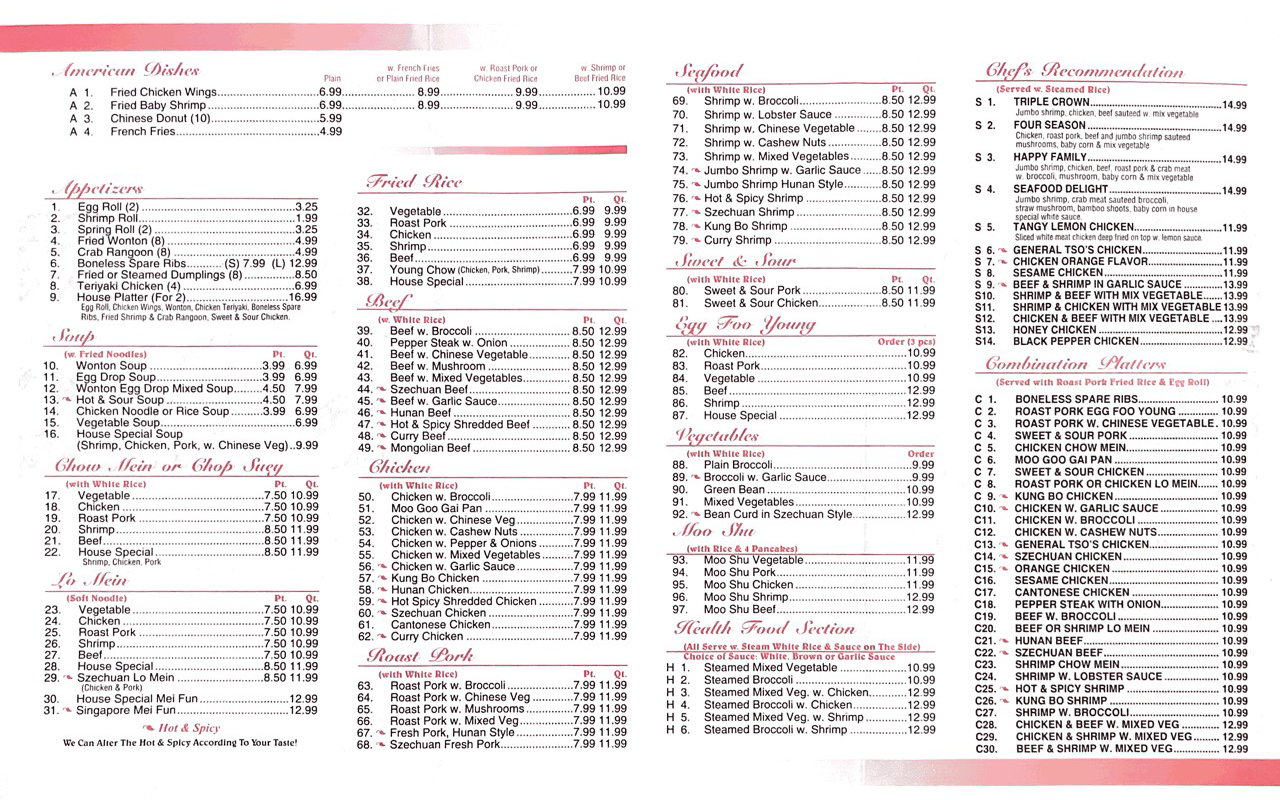 American Dishes
Plain
w. French Fries or Plain Fried Rice
w. Roast Pork or Chicken Fried Rice
w. Shrimp or Beef Fried Rice
A 1. Fried Chicken Wings 6.99 8.99 9.99 10.99
A 2. Fried Baby Shrimp 6.99 8.99 9.99 10.99
A 3. Chinese Donut (10) 5.99
A 4. French Fries 4.99
Appetizers
1. Egg Roll (2) 3.25
2. Shrimp Roll 1.99
3. Spring Roll (2) 3.25
4. Fried Wonton (8) 4.99
5. Crab Rangoon (8) 4.99
6. Boneless Spare Ribs (S) 7.99 (L) 12.99
7. Fried or Steamed Dumplings (8) 8.50
8. Teriyaki Chicken (4) 6.99
9. House Platter (For 2) 16.99
Egg Roll, Chicken Wings, Wonton, Chicken Teriyaki, Boneless Spare
Ribs, Fried Shrimp & Crab Rangoon, Sweet & Sour Chicken.
Soup
(w. Fried Noodles) Pt. Qt.
10. Wonton Soup 3.99 6.99
11. Egg Drop Soup 3.99 6.99
12. Wonton Egg Drop Mixed Soup 4.50 7.99
13. Hot & Sour Soup 4.50 7.99
14. Chicken Noodle or Rice Soup 3.99 6.99
15. Vegetable Soup 6.99
16. House Special Soup
(Shrimp, Chicken, Pork, w. Chinese Veg) 9.99
Chow Mein or Chop Suey
(with White Rice) Pt. Qt.
17. Vegetable 7.50 10.99
18. Chicken 7.50 10.99
19. Roast Pork 7.50 10.99
20. Shrimp 8.50 11.99
21. Beef 8.50 11.99
22. House Special 8.50 11.99
Shrimp, Chicken, Pork
Lo Mein
(Soft Noodle) Pt. Qt.
23. Vegetable 7.50 10.99
24. Chicken 7.50 10.99
25. Roast Pork 7.50 10.99
26. Shrimp 7.50 10.99
27. Beef 7.50 10.99
28. House Special 8.50 11.99
29. Szechuan Lo Mein 8.50 11.99
(Chicken & Pork)
30. House Special Mei Fun 12.99
31. Singapore Mei Fun 12.99
Hot & Spicy
We Can Alter The Hot & Spicy According To Your Taste!
Fried Rice
Pt. Qt.
32. Vegetable 6.99 9.99
33. Roast Pork 6.99 9.99
34. Chicken 6.99 9.99
35. Shrimp 6.99 9.99
36. Beef 6.99 9.99
37. Young Chow (Chicken, Pork, Shrimp) 7.99 10.99
38. House Special 7.99 10.99
Beef
(w. White Rice) Pt. Qt.
39. Beef w. Broccoli 8.50 12.99
40. Pepper Steak w. Onion 8.50 12.99
41. Beef w. Chinese Vegetable 8.50 12.99
42. Beef w. Mushroom 8.50 12.99
43. Beef w. Mixed Vegetables 8.50 12.99
44. Szechuan Beef 8.50 12.99
45. Beef w. Garlic Sauce 8.50 12.99
46. Hunan Beef 8.50 12.99
47. Hot & Spicy Shredded Beef 8.50 12.99
48. Curry Beef 8.50 12.99
49. Mongolian Beef 8.50 12.99
Chicken
(with White Rice) Pt. Qt.
50. Chicken w. Broccoli 7.99 11.99
51. Moo Goo Gai Pan 7.99 11.99
52. Chicken w. Chinese Veg 7.99 11.99
53. Chicken w. Cashew Nuts 7.99 11.99
54. Chicken w. Pepper & Onions 7.99 11.99
55. Chicken w. Mixed Vegetables 7.99 11.99
56. Chicken w. Garlic Sauce 7.99 11.99
57. Kung Bo Chicken 7.99 11.99
58. Hunan Chicken 7.99 11.99
59. Hot Spicy Shredded Chicken 7.99 11.99
60. Szechuan Chicken 7.99 11.99
61. Cantonese Chicken 7.99 11.99
62. Curry Chicken 7.99 11.99
Roast Pork
(with White Rice) Pt. Qt.
63. Roast Pork w. Broccoli 7.99 11.99
64. Roast Pork w. Chinese Veg 7.99 11.99
65. Roast Pork w. Mushrooms 7.99 11.99
66. Roast Pork w. Mixed Veg 7.99 11.99
67. Fresh Pork, Hunan Style 7.99 11.99
68. Szechuan Fresh Pork 7.99 11.99
Seafood
(with White Rice) Pt. Qt.
69. Shrimp w. Broccoli 8.50 12.99
70. Shrimp w. Lobster Sauce 8.50 12.99
71. Shrimp w. Chinese Vegetable 8.50 12.99
72. Shrimp w. Cashew Nuts 8.50 12.99
73. Shrimp w. Mixed Vegetables 8.50 12.99
74. Jumbo Shrimp w. Garlic Sauce 8.50 12.99
75. Jumbo Shrimp Hunan Style 8.50 12.99
76. Hot & Spicy Shrimp 8.50 12.99
77. Szechuan Shrimp 8.50 12.99
78. Kung Bo Shrimp 8.50 12.99
79. Curry Shrimp 8.50 12.99
Sweet & Sour
(with White Rice) Pt. Qt.
80. Sweet & Sour Pork 8.50 11.99
81. Sweet & Sour Chicken 8.50 11.99
Egg Foo Young
(with White Rice) Order (3 pcs)
82. Chicken 10.99
83. Roast Pork 10.99
84. Vegetable 10.99
85. Beef 12.99
86. Shrimp 12.99
87. House Special 12.99
Vegetables
(with White Rice) Order
88. Plain Broccoli 9.99
89. Broccoli w. Garlic Sauce 9.99
90. Green Bean 10.99
91. Mixed Vegetables 10.99
92. Bean Curd in Szechuan Style 12.99
Moo Shu
(with Rice & 4 Pancakes)
93. Moo Shu Vegetable 11.99
94. Moo Shu Pork 11.99
95. Moo Shu Chicken 11.99
96. Moo Shu Shrimp 12.99
97. Moo Shu Beef 12.99
Health Food Section
(All Serve w. Steam White Rice & Sauce on The Side)
Choice of Sauce: White, Brown or Garlic Sauce
H 1. Steamed Mixed Vegetable 10.99
H 2. Steamed Broccoli 10.99
H 3. Steamed Mixed Veg. w. Chicken 12.99
H 4. Steamed Broccoli w. Chicken 12.99
H 5. Steamed Mixed Veg. w. Shrimp 12.99
H 6. Steamed Broccoli w. Shrimp 12.99
Chef's Recommendation
(Served w. Steamed Rice)
S 1. TRIPLE CROWN 14.99
Jumbo shrimp, chicken, beef sauteed w. mix vegetable
S 2. FOUR SEASON 14.99
Chicken, roast pork, beef and jumbo shrimp sauteed
mushrooms, baby corn & mix vegetable
S 3. HAPPY FAMILY 14.99
Jumbo shrimp, chicken, beef, roast pork & crab meat
w. broccoli, mushroom, baby corn & mix vegetable
S 4. SEAFOOD DELIGHT 14.99
Jumbo shrimp, crab meat sauteed broccoli,
straw mushroom, bamboo shoots, baby corn in house
special white sauce.
S 5. TANGY LEMON CHICKEN 11.99
Sliced white meat chicken deep fried on top w. lemon sauce.
S 6. GENERAL TSO'S CHICKEN 11.99
S 7. CHICKEN ORANGE FLAVOR 11.99
S 8. SESAME CHICKEN 11.99
S 9. BEEF & SHRIMP IN GARLIC SAUCE 13.99
S10. SHRIMP & BEEF WITH MIX VEGETABLE 13.99
S11. SHRIMP & CHICKEN WITH MIX VEGETABLE 13.99
S12. CHICKEN & BEEF WITH MIX VEGETABLE 13.99
S13. HONEY CHICKEN 12.99
S14. BLACK PEPPER CHICKEN 12.99
Combination Platters
(Served with Roast Pork Fried Rice & Egg Roll)
C 1. BONELESS SPARE RIBS 10.99
C 2. ROAST PORK EGG FOO YOUNG 10.99
C 3. ROAST PORK W. CHINESE VEGETABLE 10.99
C 4. SWEET & SOUR PORK 10.99
C 5. CHICKEN CHOW MEIN 10.99
C 6. MOO GOO GAI PAN 10.99
C 7. SWEET & SOUR CHICKEN 10.99
C 8. ROAST PORK OR CHICKEN LO MEIN 10.99
C 9. KUNG BO CHICKEN 10.99
C10. CHICKEN W. GARLIC SAUCE 10.99
C11. CHICKEN W. BROCCOLI 10.99
C12. CHICKEN W. CASHEW NUTS 10.99
C13. GENERAL TSO'S CHICKEN 10.99
C14. SZECHUAN CHICKEN 10.99
C15. ORANGE CHICKEN 10.99
C16. SESAME CHICKEN 10.99
C17. CANTONESE CHICKEN 10.99
C18. PEPPER STEAK WITH ONION 10.99
C19. BEEF W. BROCCOLI 10.99
C20. BEEF OR SHRIMP LO MEIN 10.99
C21. HUNAN BEEF 10.99
C22. SZECHUAN BEEF 10.99
C23. SHRIMP CHOW MEIN 10.99
C24. SHRIMP W. LOBSTER SAUCE 10.99
C25. HOT & SPICY SHRIMP 10.99
C26. KUNG BO SHRIMP 10.99
C27. SHRIMP W. BROCCOLI 10.99
C28. CHICKEN & BEEF W. MIXED VEG 12.99
C29. CHICKEN & SHRIMP W. MIXED VEG 12.99
C30. BEEF & SHRIMP W. MIXED VEG 12.99